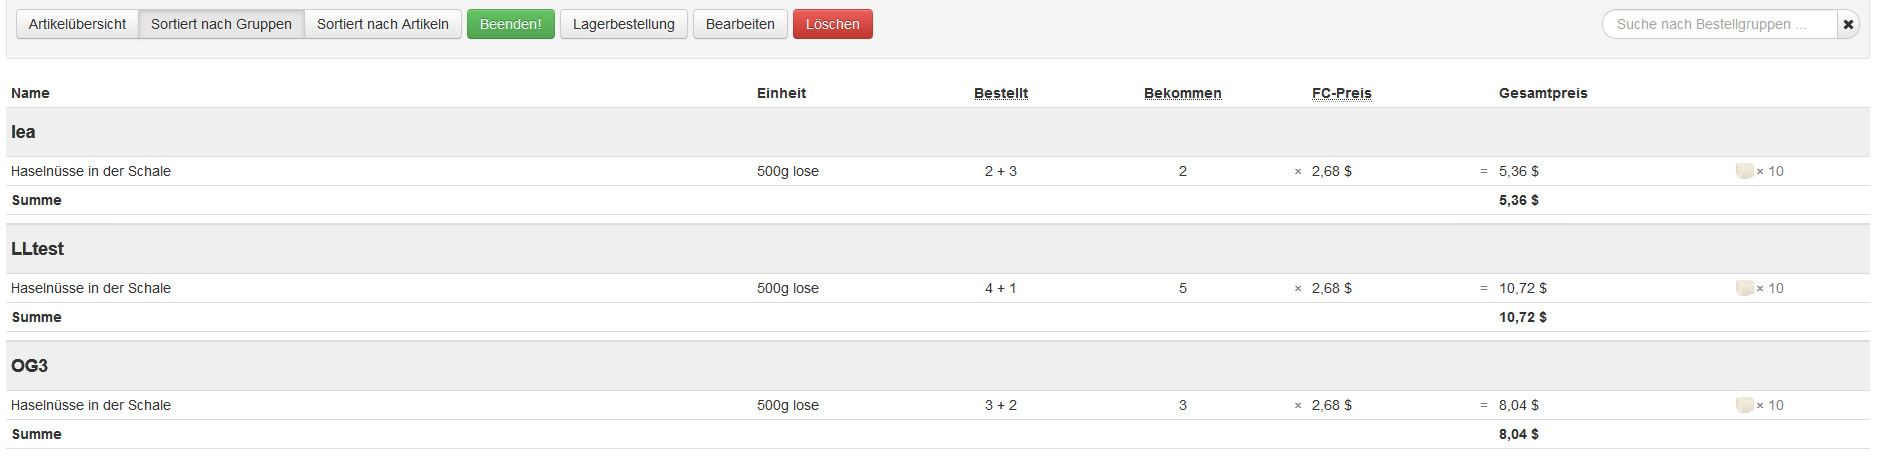 Artikelübersicht Sortiert nach Gruppen Sortiert nach Artikeln Beenden! Lagerbestellung Bearbeiten Löschen Suche nach Bestellgruppen ... ✖
Name Einheit Bestellt Bekommen FC-Preis Gesamtpreis
lea
Haselnüsse in der Schale 500g lose 2 + 3 2 × 2,68 $ = 5,36 $ × 10
Summe 5,36 $
LLtest
Haselnüsse in der Schale 500g lose 4 + 1 5 × 2,68 $ = 10,72 $ × 10
Summe 10,72 $
OG3
Haselnüsse in der Schale 500g lose 3 + 2 3 × 2,68 $ = 8,04 $ × 10
Summe 8,04 $